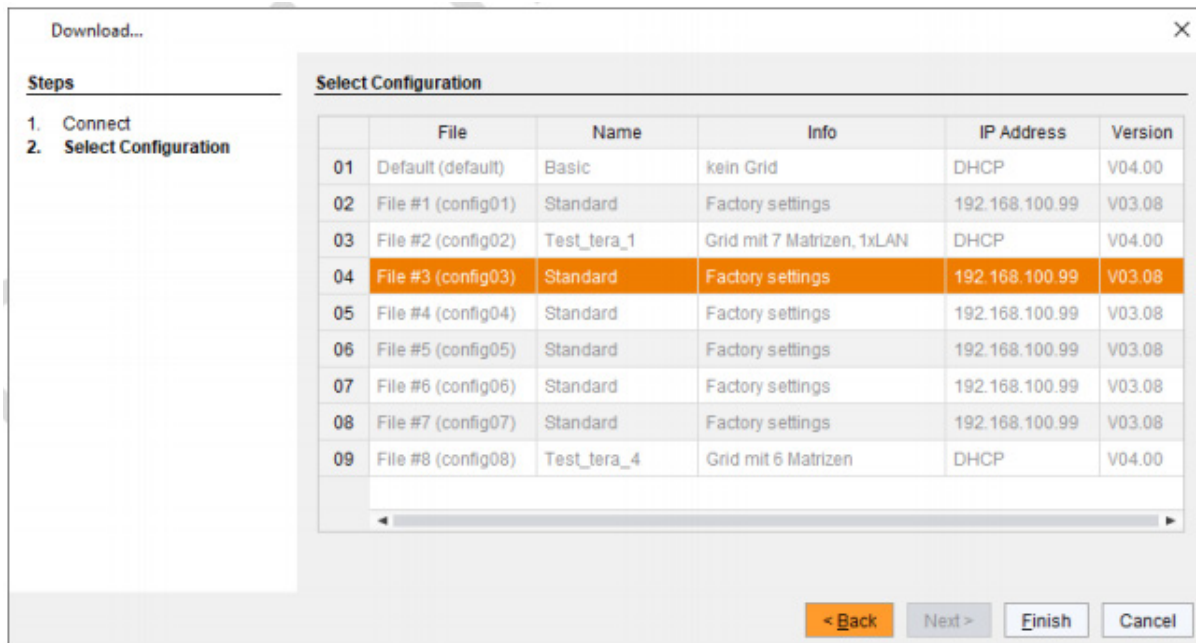 Download...
Steps
1. Connect
2. Select Configuration
Select Configuration
File Name Info IP Address Version
01 Default (default) Basic kein Grid DHCP V04.00
02 File #1 (config01) Standard Factory settings 192.168.100.99 V03.08
03 File #2 (config02) Test_tera_1 Grid mit 7 Matrizen, 1xLAN DHCP V04.00
04 File #3 (config03) Standard Factory settings 192.168.100.99 V03.08
05 File #4 (config04) Standard Factory settings 192.168.100.99 V03.08
06 File #5 (config05) Standard Factory settings 192.168.100.99 V03.08
07 File #6 (config06) Standard Factory settings 192.168.100.99 V03.08
08 File #7 (config07) Standard Factory settings 192.168.100.99 V03.08
09 File #8 (config08) Test_tera_4 Grid mit 6 Matrizen DHCP V04.00
< Back Next > Finish Cancel